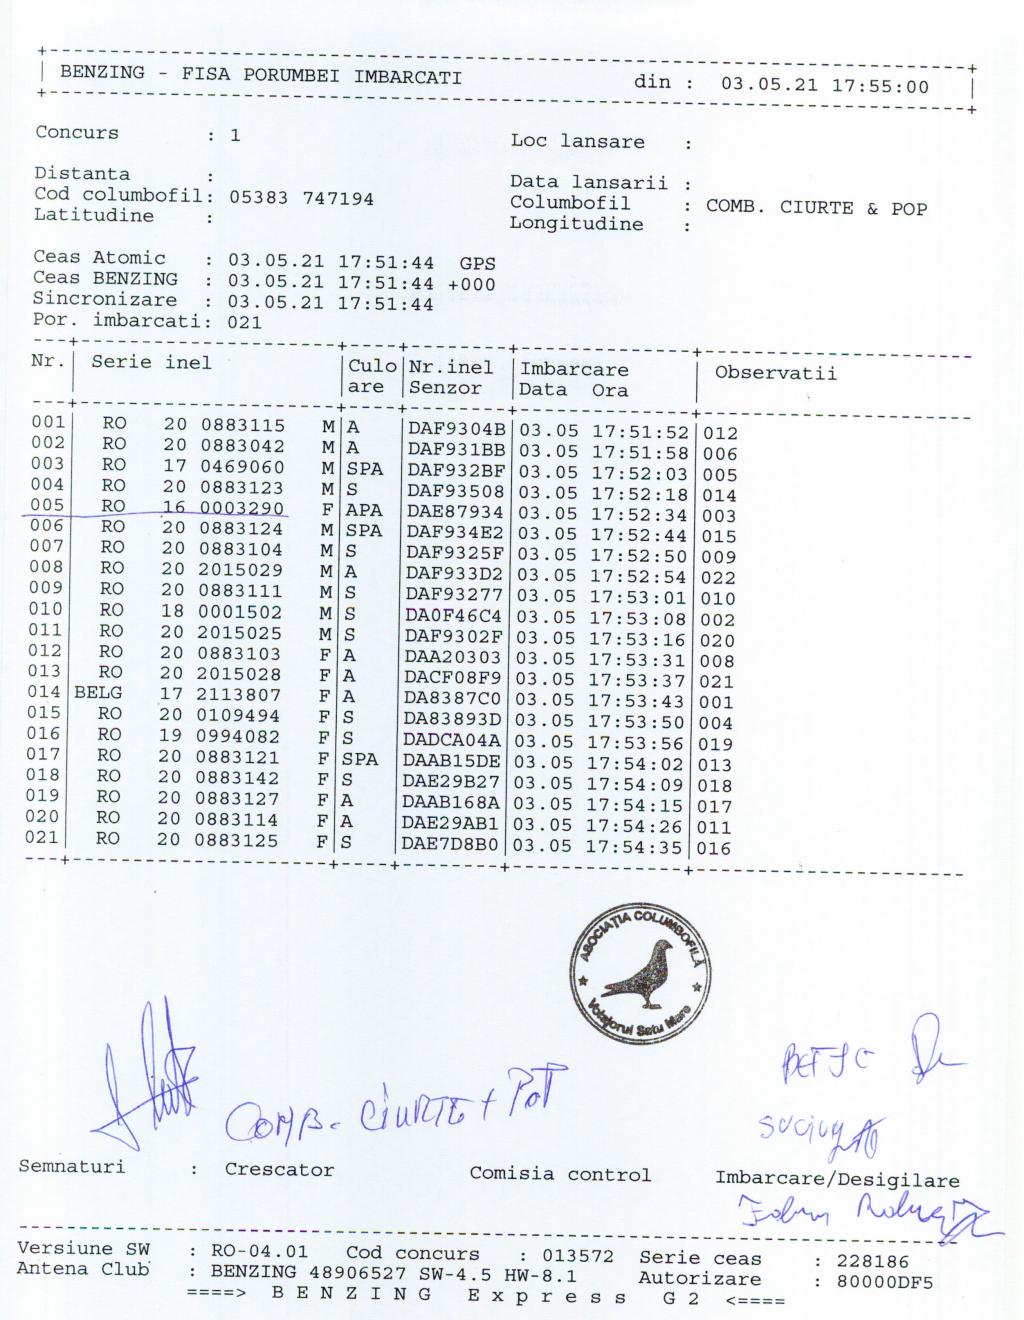 BENZING - FISA PORUMBEI IMBARCATI din : 03.05.21 17:55:00
Concurs : 1 Loc lansare :
Distanta : Data lansarii :
Cod columbofil: 05383 747194 Columbofil : COMB. CIURTE & POP
Latitudine : Longitudine :
Ceas Atomic : 03.05.21 17:51:44 GPS
Ceas BENZING : 03.05.21 17:51:44 +000
Sincronizare : 03.05.21 17:51:44
Por. imbarcati: 021
Nr. Serie inel Culo Nr.inel Imbarcare Observatii
are Senzor Data Ora
001 RO 20 0883115 M A DAF9304B 03.05 17:51:52 012
002 RO 20 0883042 M A DAF931BB 03.05 17:51:58 006
003 RO 17 0469060 M SPA DAF932BF 03.05 17:52:03 005
004 RO 20 0883123 M S DAF93508 03.05 17:52:18 014
005 RO 16 0003290 F APA DAE87934 03.05 17:52:34 003
006 RO 20 0883124 M SPA DAF934E2 03.05 17:52:44 015
007 RO 20 0883104 M S DAF9325F 03.05 17:52:50 009
008 RO 20 2015029 M A DAF933D2 03.05 17:52:54 022
009 RO 20 0883111 M S DAF93277 03.05 17:53:01 010
010 RO 18 0001502 M S DA0F46C4 03.05 17:53:08 002
011 RO 20 2015025 M S DAF9302F 03.05 17:53:16 020
012 RO 20 0883103 F A DAA20303 03.05 17:53:31 008
013 RO 20 2015028 F A DACF08F9 03.05 17:53:37 021
014 BELG 17 2113807 F A DA8387C0 03.05 17:53:43 001
015 RO 20 0109494 F S DA83893D 03.05 17:53:50 004
016 RO 19 0994082 F S DADCA04A 03.05 17:53:56 019
017 RO 20 0883121 F SPA DAAB15DE 03.05 17:54:02 013
018 RO 20 0883142 F S DAE29B27 03.05 17:54:09 018
019 RO 20 0883127 F A DAAB168A 03.05 17:54:15 017
020 RO 20 0883114 F A DAE29AB1 03.05 17:54:26 011
021 RO 20 0883125 F S DAE7D8B0 03.05 17:54:35 016
ASOCIAŢIA COLUMBOFILĂ
Voiajorul Satu Mare
COMB. CIURTE + POP
Semnaturi : Crescator Comisia control Imbarcare/Desigilare
Versiune SW : RO-04.01 Cod concurs : 013572 Serie ceas : 228186
Antena Club : BENZING 48906527 SW-4.5 HW-8.1 Autorizare : 80000DF5
====> B E N Z I N G E x p r e s s G 2 <====